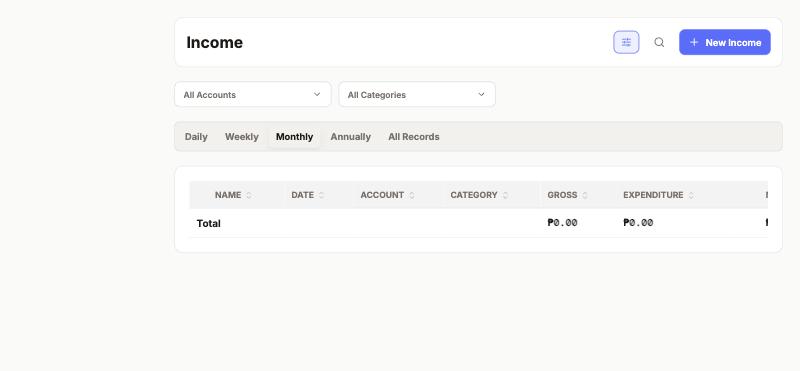 Income
New Income
All Accounts
All Categories
Daily Weekly Monthly Annually All Records
NAME DATE ACCOUNT CATEGORY GROSS EXPENDITURE
Total ₱0.00 ₱0.00